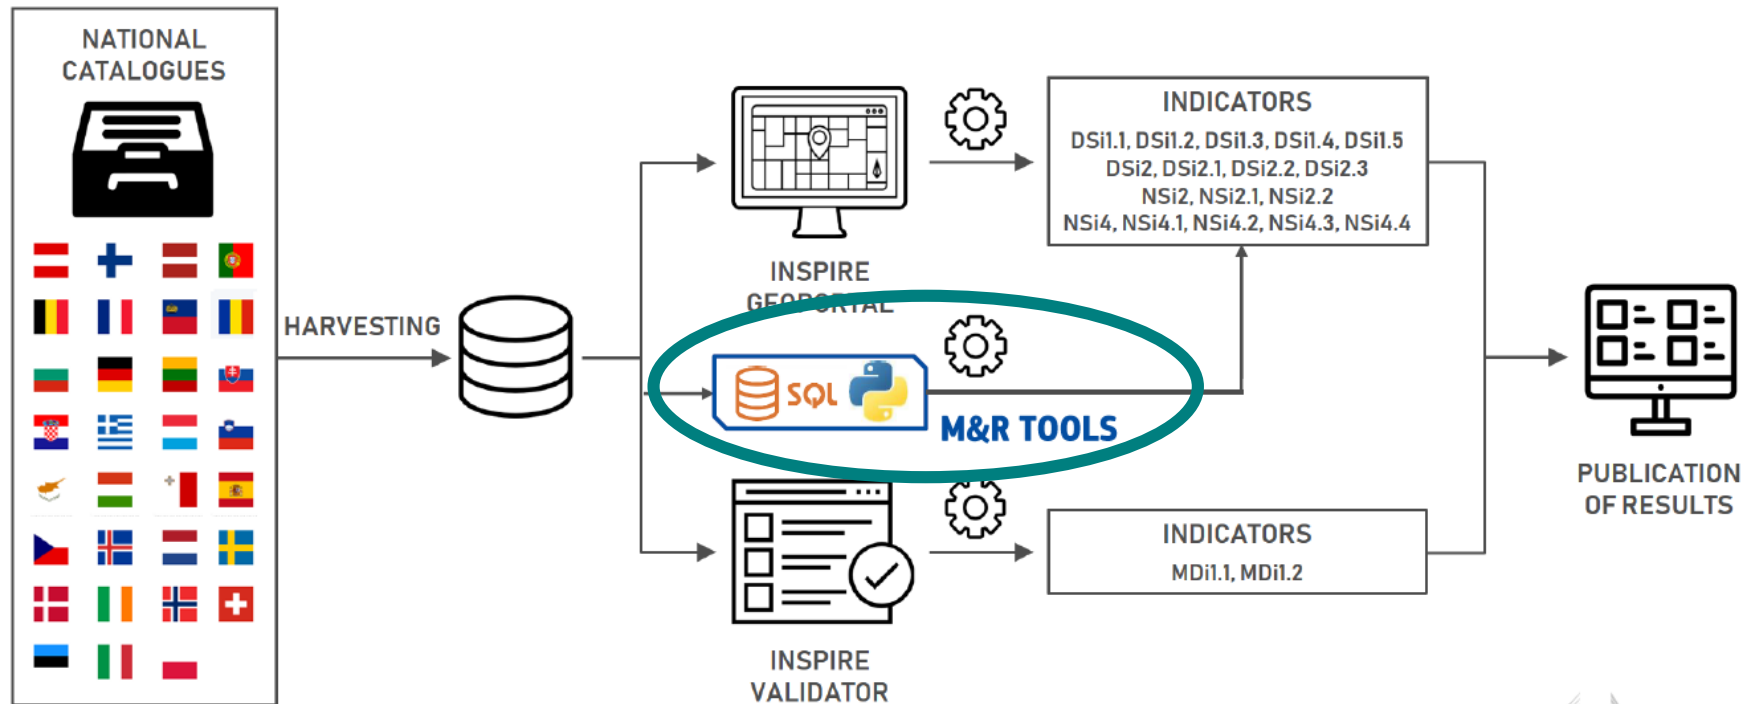 NATIONAL
CATALOGUES
HARVESTING
INSPIRE
GEOPORTAL
SQL
M&R TOOLS
INSPIRE
VALIDATOR
INDICATORS
DSi1.1, DSi1.2, DSi1.3, DSi1.4, DSi1.5
DSi2, DSi2.1, DSi2.2, DSi2.3
NSi2, NSi2.1, NSi2.2
NSi4, NSi4.1, NSi4.2, NSi4.3, NSi4.4
INDICATORS
MDi1.1, MDi1.2
PUBLICATION
OF RESULTS